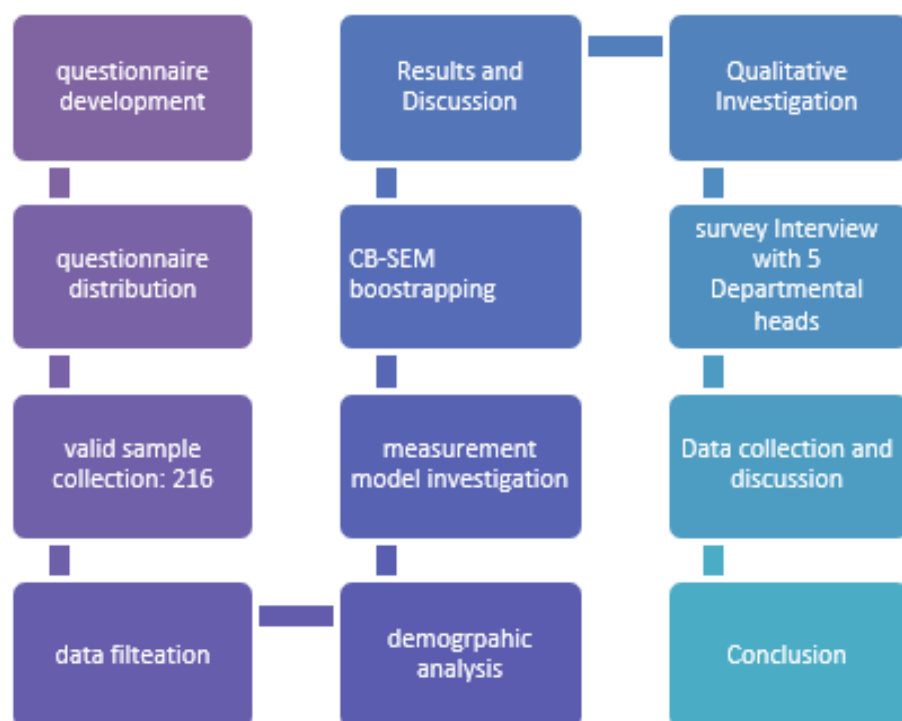 questionnaire
development
questionnaire
distribution
valid sample
collection: 216
data filteation
demogrpahic
analysis
measurement
model investigation
CB-SEM
boostrapping
Results and
Discussion
Qualitative
Investigation
survey Interview
with 5
Departmental
heads
Data collection and
discussion
Conclusion